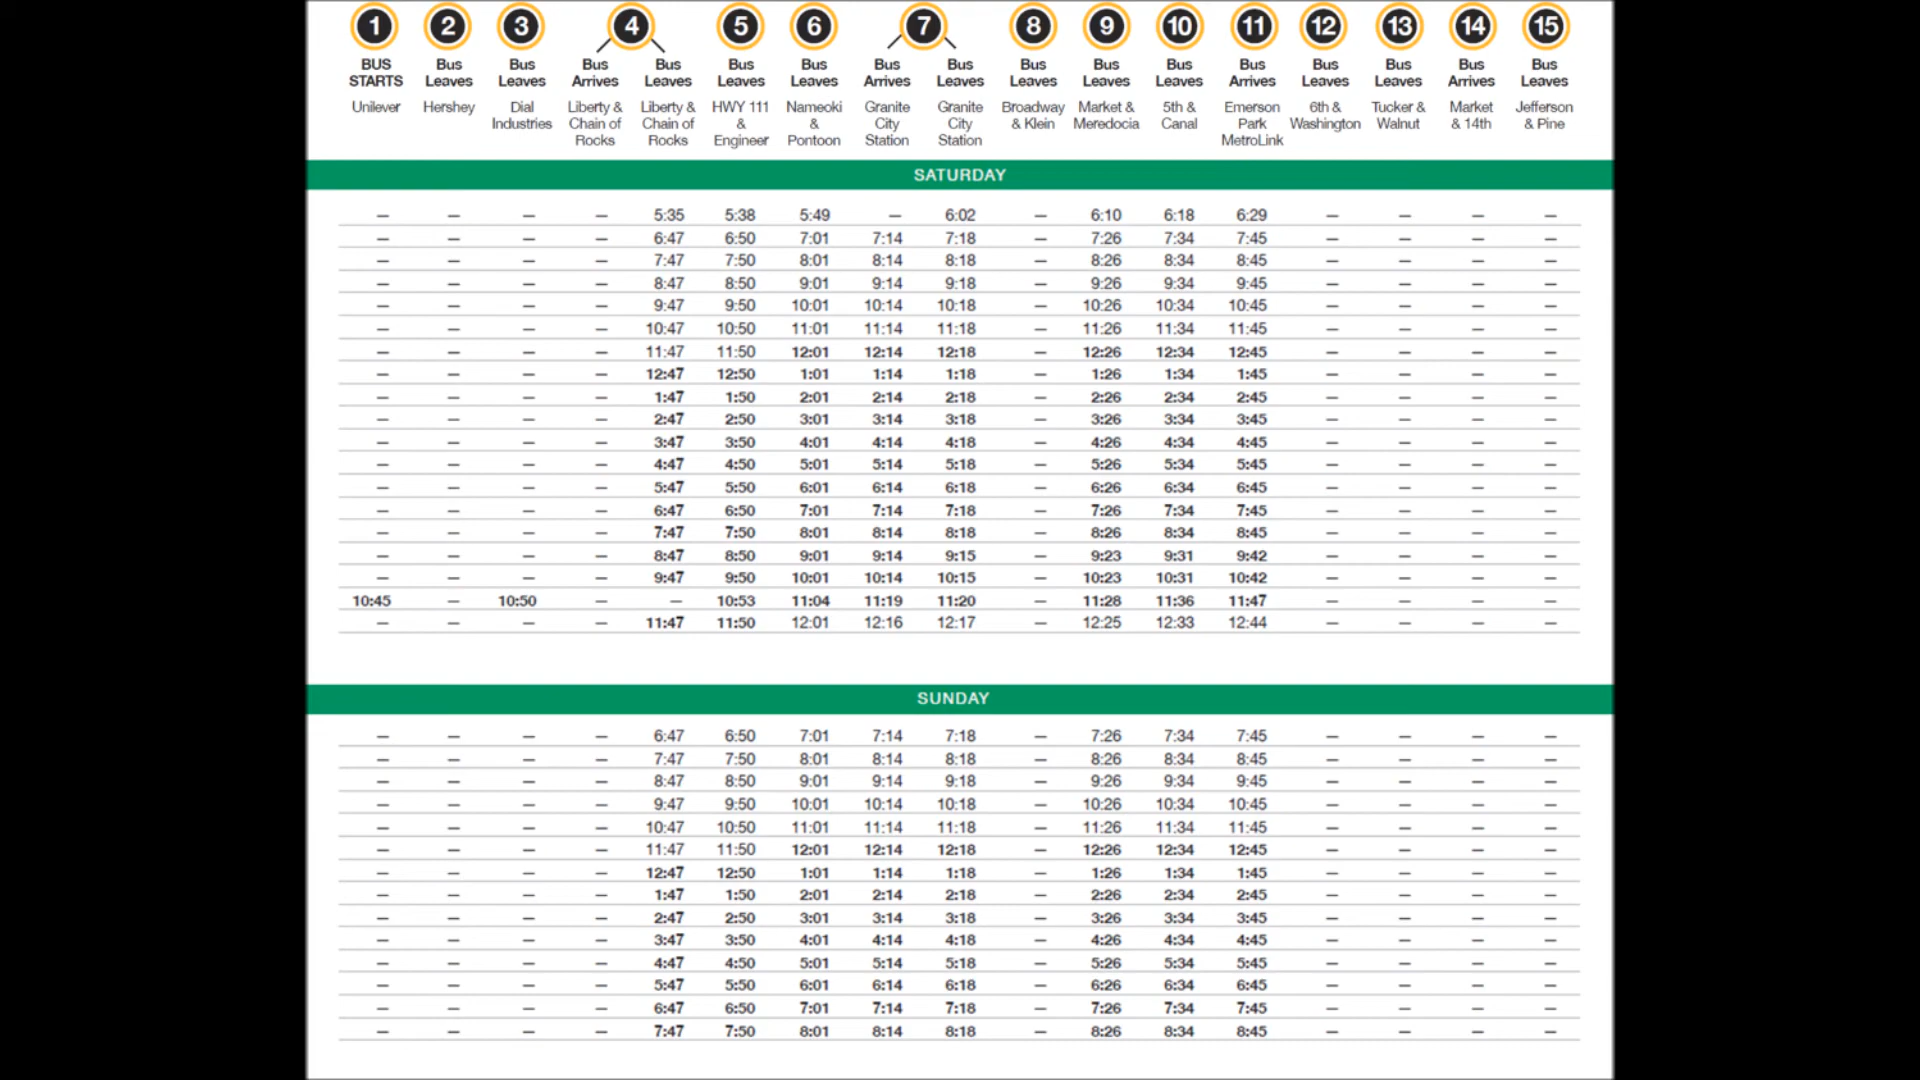 1 2 3 4 5 6 7 8 9 10 11 12 13 14 15
BUS Bus Bus Bus Bus Bus Bus Bus Bus Bus Bus Bus Bus Bus Bus Bus Bus
STARTS Leaves Leaves Arrives Leaves Leaves Leaves Arrives Leaves Leaves Leaves Leaves Arrives Leaves Leaves Arrives Leaves
Unilever Hershey Dial Liberty & Liberty & HWY 111 Nameoki Granite Granite Broadway Market & 5th & Emerson 6th & Tucker & Market Jefferson
Industries Chain of Chain of & & City City & Klein Meredocia Canal Park Washington Walnut & 14th & Pine
Rocks Rocks Engineer Pontoon Station Station MetroLink
SATURDAY
— — — — 5:35 5:38 5:49 — 6:02 — 6:10 6:18 6:29 — — — —
— — — — 6:47 6:50 7:01 7:14 7:18 — 7:26 7:34 7:45 — — — —
— — — — 7:47 7:50 8:01 8:14 8:18 — 8:26 8:34 8:45 — — — —
— — — — 8:47 8:50 9:01 9:14 9:18 — 9:26 9:34 9:45 — — — —
— — — — 9:47 9:50 10:01 10:14 10:18 — 10:26 10:34 10:45 — — — —
— — — — 10:47 10:50 11:01 11:14 11:18 — 11:26 11:34 11:45 — — — —
— — — — 11:47 11:50 12:01 12:14 12:18 — 12:26 12:34 12:45 — — — —
— — — — 12:47 12:50 1:01 1:14 1:18 — 1:26 1:34 1:45 — — — —
— — — — 1:47 1:50 2:01 2:14 2:18 — 2:26 2:34 2:45 — — — —
— — — — 2:47 2:50 3:01 3:14 3:18 — 3:26 3:34 3:45 — — — —
— — — — 3:47 3:50 4:01 4:14 4:18 — 4:26 4:34 4:45 — — — —
— — — — 4:47 4:50 5:01 5:14 5:18 — 5:26 5:34 5:45 — — — —
— — — — 5:47 5:50 6:01 6:14 6:18 — 6:26 6:34 6:45 — — — —
— — — — 6:47 6:50 7:01 7:14 7:18 — 7:26 7:34 7:45 — — — —
— — — — 7:47 7:50 8:01 8:14 8:18 — 8:26 8:34 8:45 — — — —
— — — — 8:47 8:50 9:01 9:14 9:15 — 9:23 9:31 9:42 — — — —
— — — — 9:47 9:50 10:01 10:14 10:15 — 10:23 10:31 10:42 — — — —
10:45 — 10:50 — — 10:53 11:04 11:19 11:20 — 11:28 11:36 11:47 — — — —
— — — — 11:47 11:50 12:01 12:16 12:17 — 12:25 12:33 12:44 — — — —
SUNDAY
— — — — 6:47 6:50 7:01 7:14 7:18 — 7:26 7:34 7:45 — — — —
— — — — 7:47 7:50 8:01 8:14 8:18 — 8:26 8:34 8:45 — — — —
— — — — 8:47 8:50 9:01 9:14 9:18 — 9:26 9:34 9:45 — — — —
— — — — 9:47 9:50 10:01 10:14 10:18 — 10:26 10:34 10:45 — — — —
— — — — 10:47 10:50 11:01 11:14 11:18 — 11:26 11:34 11:45 — — — —
— — — — 11:47 11:50 12:01 12:14 12:18 — 12:26 12:34 12:45 — — — —
— — — — 12:47 12:50 1:01 1:14 1:18 — 1:26 1:34 1:45 — — — —
— — — — 1:47 1:50 2:01 2:14 2:18 — 2:26 2:34 2:45 — — — —
— — — — 2:47 2:50 3:01 3:14 3:18 — 3:26 3:34 3:45 — — — —
— — — — 3:47 3:50 4:01 4:14 4:18 — 4:26 4:34 4:45 — — — —
— — — — 4:47 4:50 5:01 5:14 5:18 — 5:26 5:34 5:45 — — — —
— — — — 5:47 5:50 6:01 6:14 6:18 — 6:26 6:34 6:45 — — — —
— — — — 6:47 6:50 7:01 7:14 7:18 — 7:26 7:34 7:45 — — — —
— — — — 7:47 7:50 8:01 8:14 8:18 — 8:26 8:34 8:45 — — — —